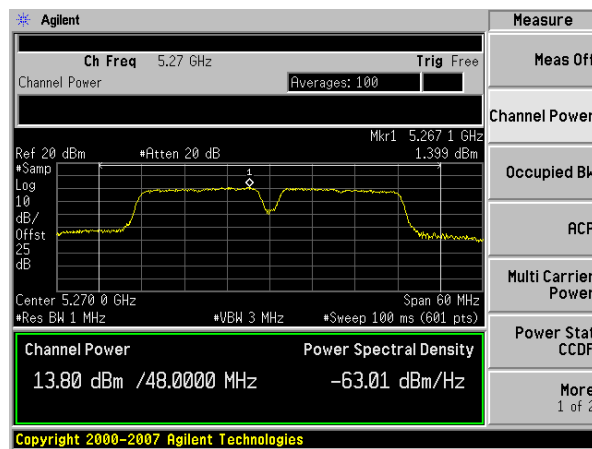 Agilent
Measure
Ch Freq 5.27 GHz Trig Free
Channel Power Averages: 100
Mkr1 5.267 1 GHz
Ref 20 dBm #Atten 20 dB 1.399 dBm
#Samp
Log
10
dB/
Offst
25
dB
1
Center 5.270 0 GHz Span 60 MHz
#Res BW 1 MHz #VBW 3 MHz #Sweep 100 ms (601 pts)
Channel Power Power Spectral Density
13.80 dBm /48.0000 MHz -63.01 dBm/Hz
Meas Off
Channel Power
Occupied BW
ACP
Multi Carrier
Power
Power Stat
CCDF
More
1 of 2
Copyright 2000-2007 Agilent Technologies